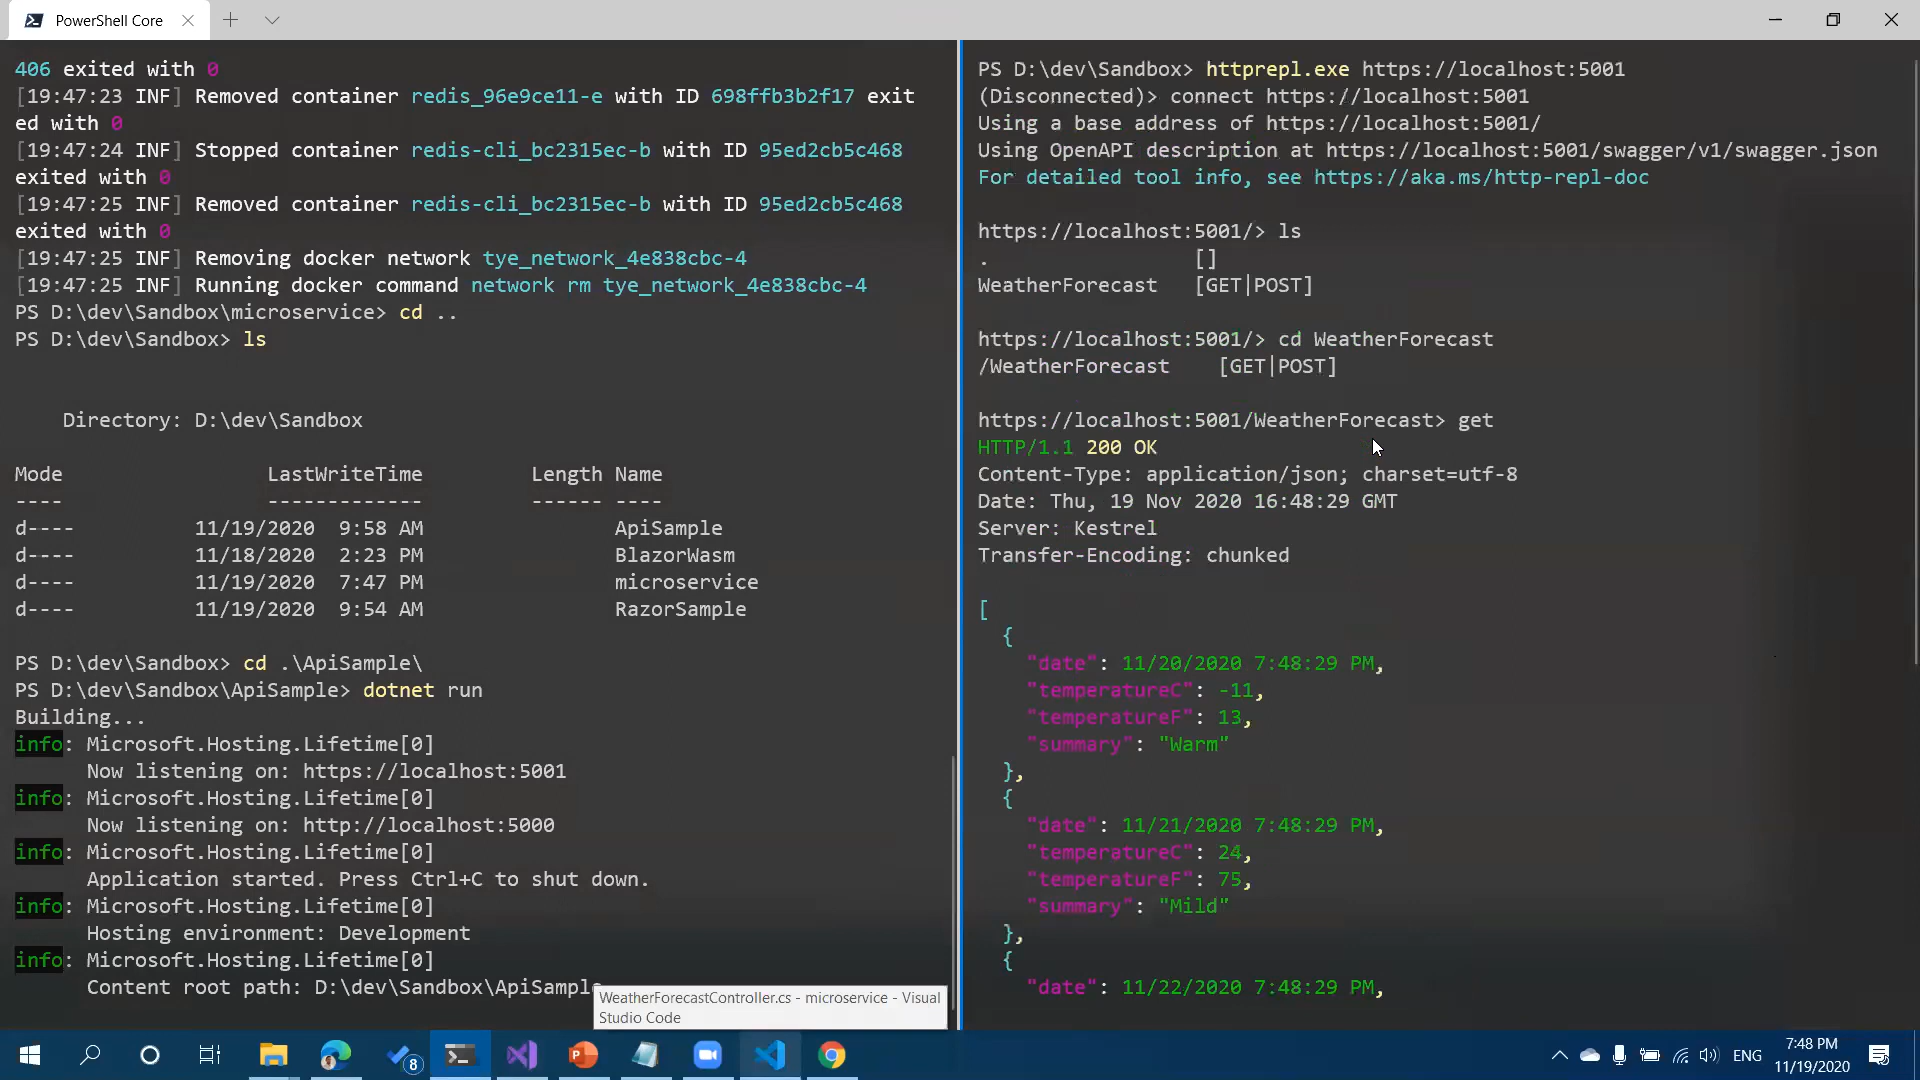 PowerShell Core
406 exited with 0
[19:47:23 INF] Removed container redis_96e9ce11-e with ID 698ffb3b2f17 exit
ed with 0
[19:47:24 INF] Stopped container redis-cli_bc2315ec-b with ID 95ed2cb5c468
exited with 0
[19:47:25 INF] Removed container redis-cli_bc2315ec-b with ID 95ed2cb5c468
exited with 0
[19:47:25 INF] Removing docker network tye_network_4e838cbc-4
[19:47:25 INF] Running docker command network rm tye_network_4e838cbc-4
PS D:\dev\Sandbox\microservice> cd ..
PS D:\dev\Sandbox> ls
Directory: D:\dev\Sandbox
Mode LastWriteTime Length Name
---- ------------- ------ ----
d---- 11/19/2020 9:58 AM ApiSample
d---- 11/18/2020 2:23 PM BlazorWasm
d---- 11/19/2020 7:47 PM microservice
d---- 11/19/2020 9:54 AM RazorSample
PS D:\dev\Sandbox> cd .\ApiSample\
PS D:\dev\Sandbox\ApiSample> dotnet run
Building...
info: Microsoft.Hosting.Lifetime[0]
Now listening on: https://localhost:5001
info: Microsoft.Hosting.Lifetime[0]
Now listening on: http://localhost:5000
info: Microsoft.Hosting.Lifetime[0]
Application started. Press Ctrl+C to shut down.
info: Microsoft.Hosting.Lifetime[0]
Hosting environment: Development
info: Microsoft.Hosting.Lifetime[0]
Content root path: D:\dev\Sandbox\ApiSample
WeatherForecastController.cs - microservice - Visual
Studio Code
PS D:\dev\Sandbox> httprepl.exe https://localhost:5001
(Disconnected)> connect https://localhost:5001
Using a base address of https://localhost:5001/
Using OpenAPI description at https://localhost:5001/swagger/v1/swagger.json
For detailed tool info, see https://aka.ms/http-repl-doc
https://localhost:5001/> ls
. []
WeatherForecast [GET|POST]
https://localhost:5001/> cd WeatherForecast
/WeatherForecast [GET|POST]
https://localhost:5001/WeatherForecast> get
HTTP/1.1 200 OK
Content-Type: application/json; charset=utf-8
Date: Thu, 19 Nov 2020 16:48:29 GMT
Server: Kestrel
Transfer-Encoding: chunked
[
{
"date": 11/20/2020 7:48:29 PM,
"temperatureC": -11,
"temperatureF": 13,
"summary": "Warm"
},
{
"date": 11/21/2020 7:48:29 PM,
"temperatureC": 24,
"temperatureF": 75,
"summary": "Mild"
},
{
"date": 11/22/2020 7:48:29 PM,
8
ENG
7:48 PM
11/19/2020